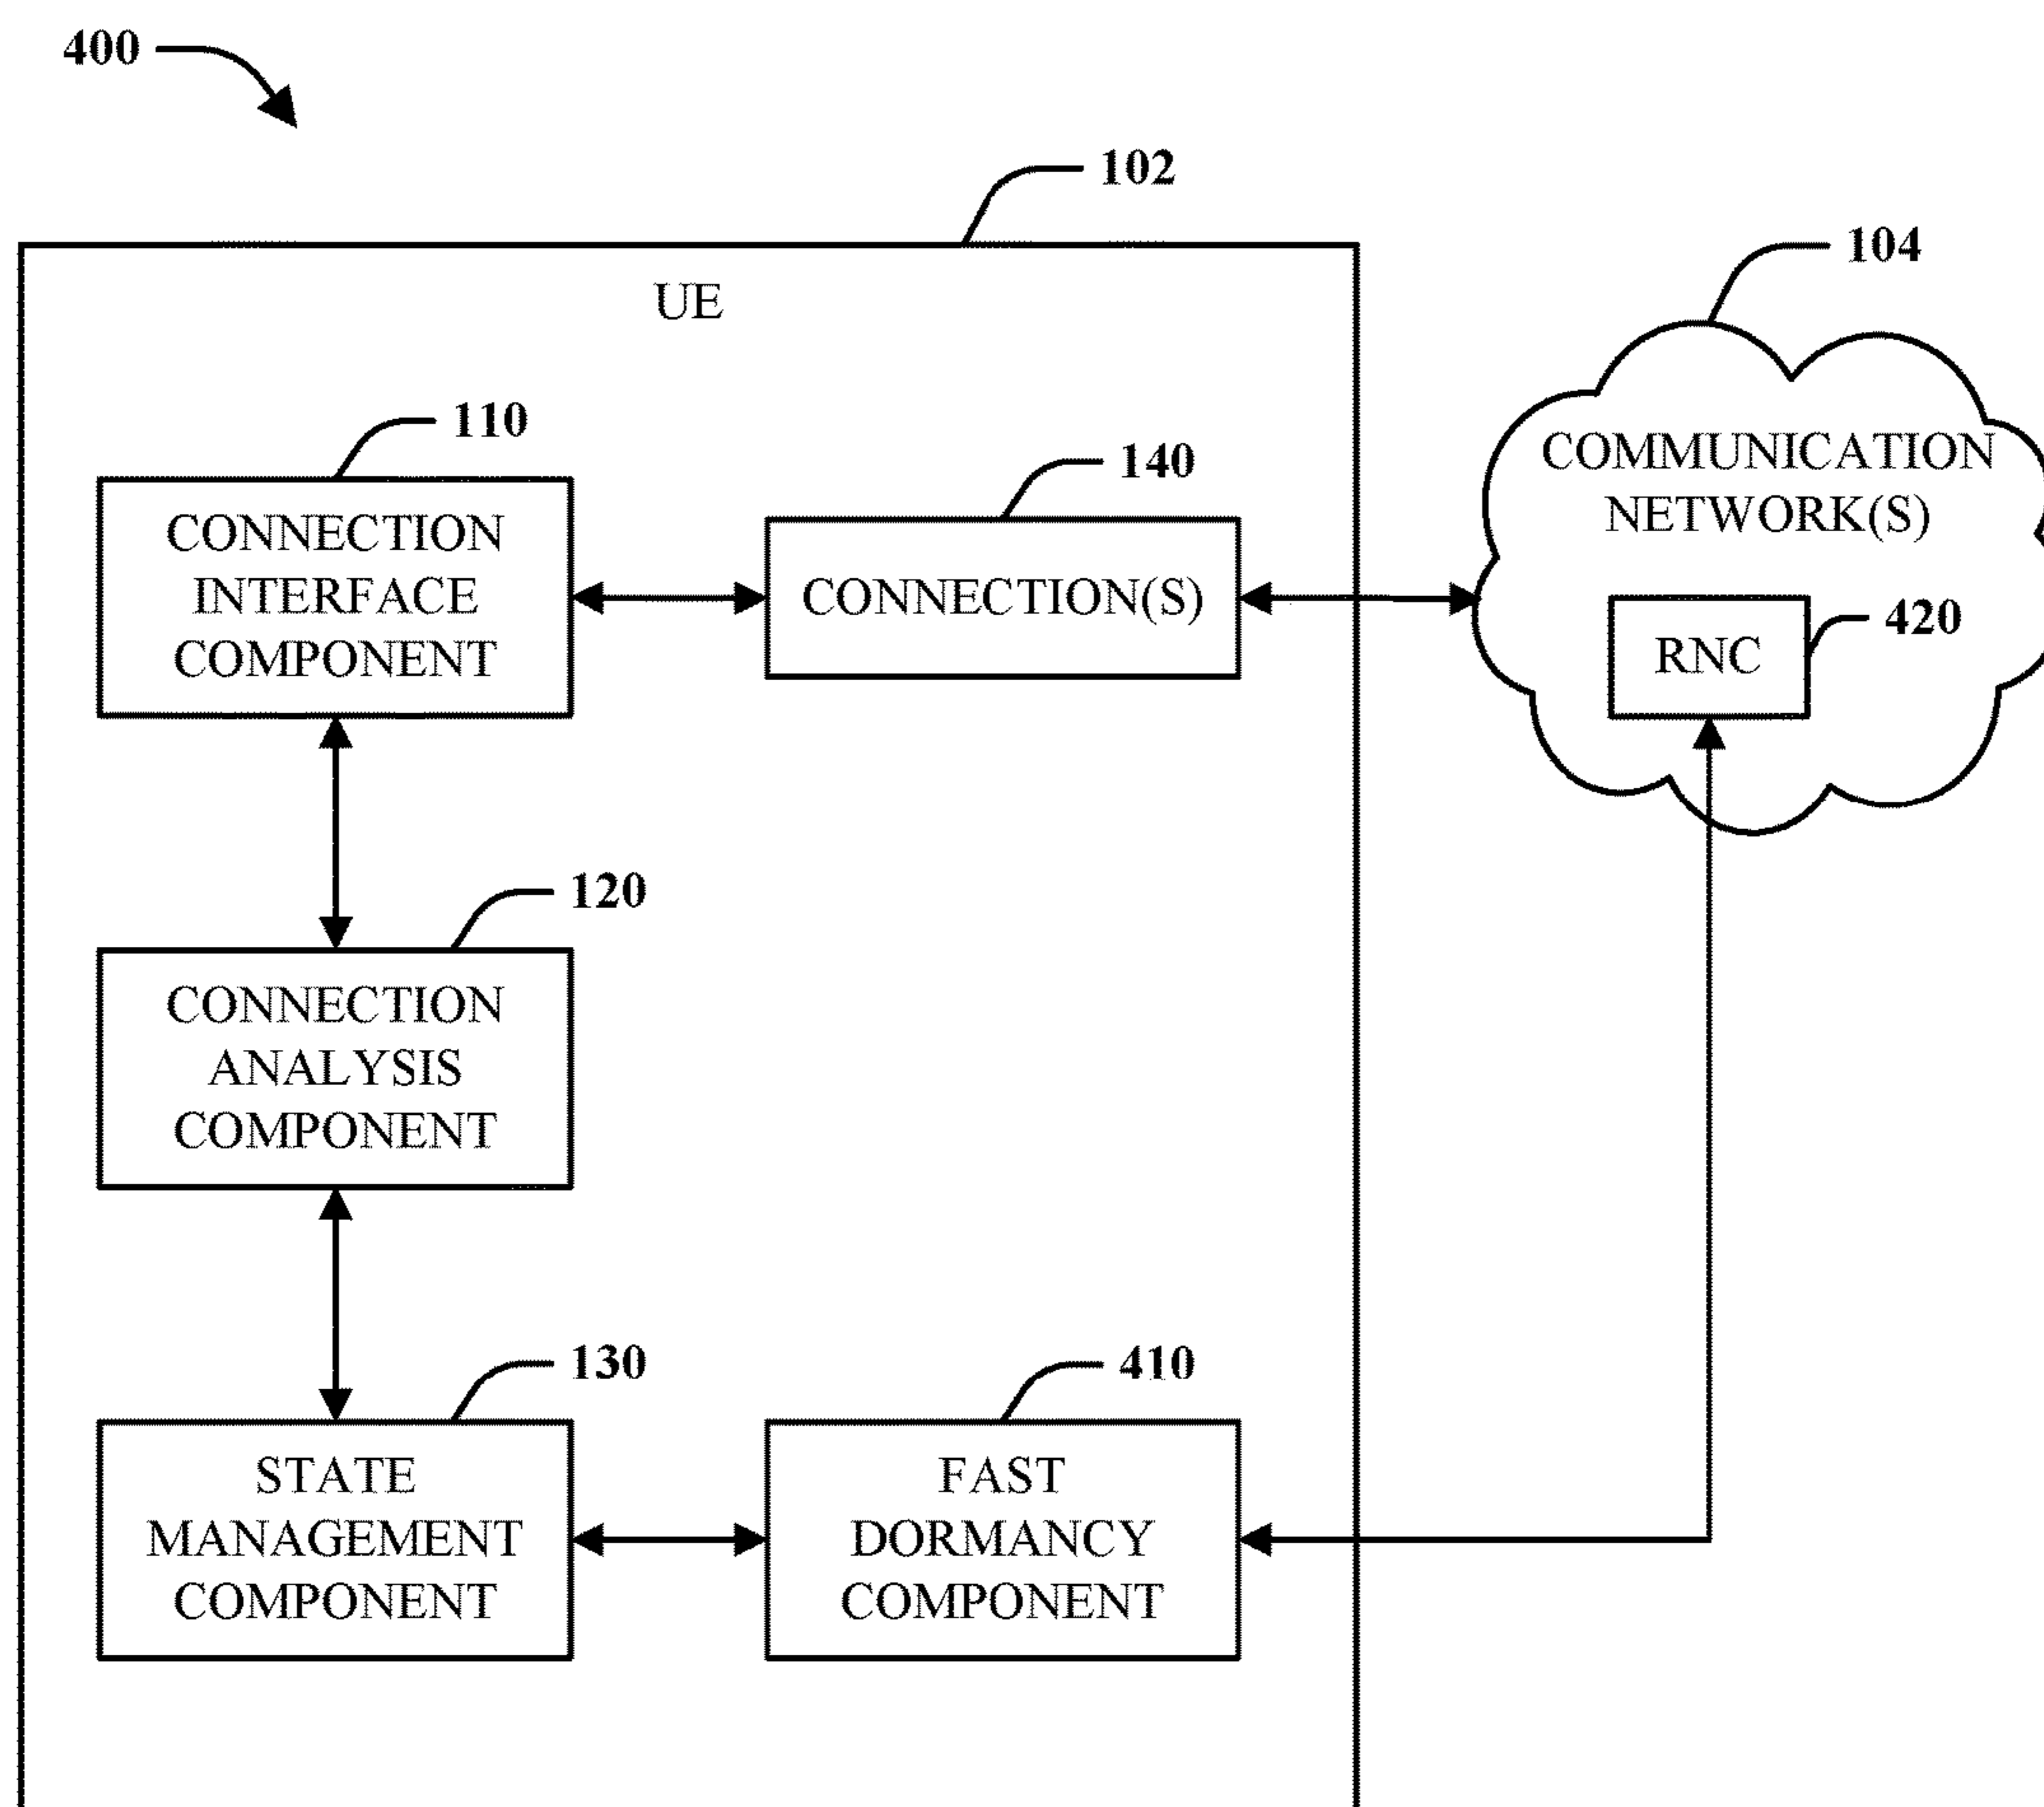 400
102
104
UE
110
140
CONNECTION
INTERFACE
COMPONENT
CONNECTION(S)
COMMUNICATION
NETWORK(S)
RNC
420
120
CONNECTION
ANALYSIS
COMPONENT
130
410
STATE
MANAGEMENT
COMPONENT
FAST
DORMANCY
COMPONENT